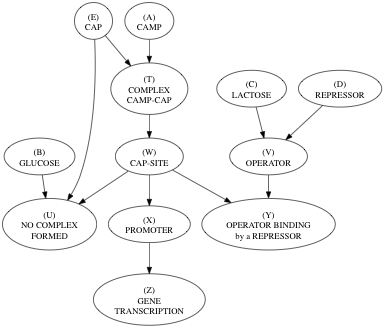 (E)
CAP
(A)
CAMP
(T)
COMPLEX
CAMP-CAP
(C)
LACTOSE
(D)
REPRESSOR
(B)
GLUCOSE
(W)
CAP-SITE
(V)
OPERATOR
(U)
NO COMPLEX
FORMED
(X)
PROMOTER
(Y)
OPERATOR BINDING
by a REPRESSOR
(Z)
GENE
TRANSCRIPTION